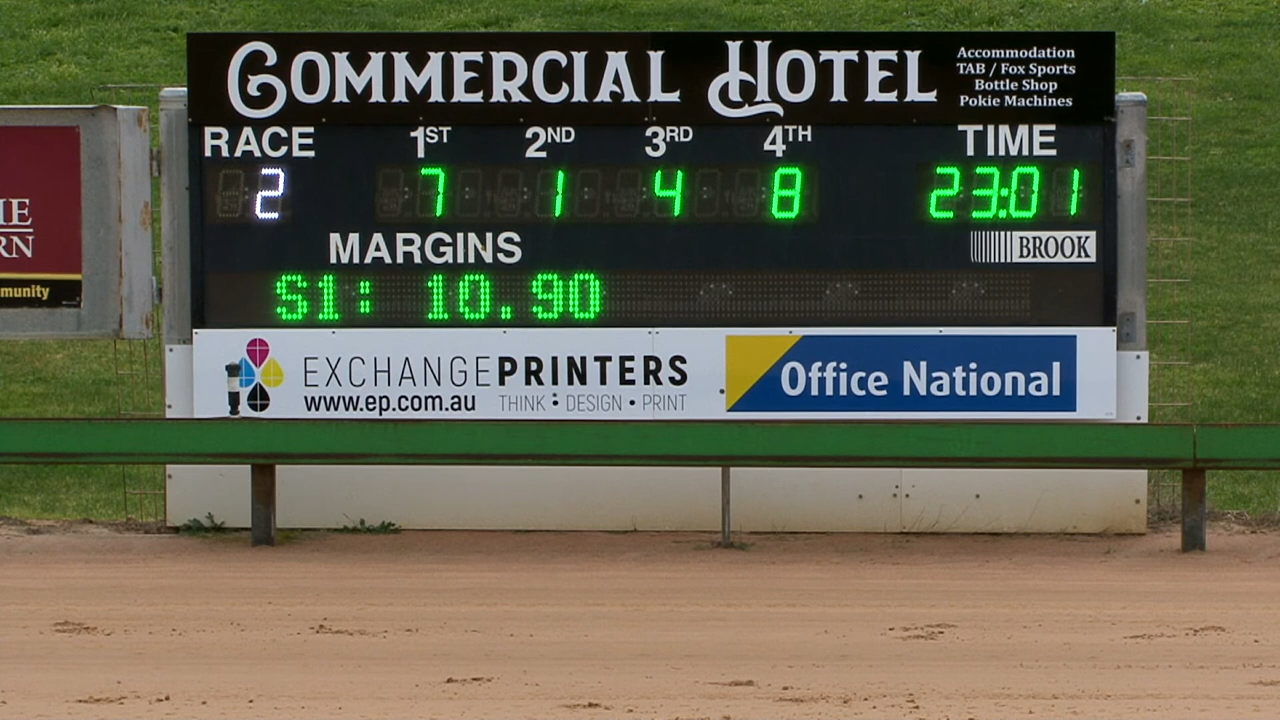 COMMERCIAL HOTEL
Accommodation
TAB / Fox Sports
Bottle Shop
Pokie Machines
RACE 1ST 2ND 3RD 4TH TIME
2 7 1 4 8 23:01
MARGINS
BROOK
S1: 10.90
munity
EXCHANGEPRINTERS
www.ep.com.au THINK • DESIGN • PRINT
Office National